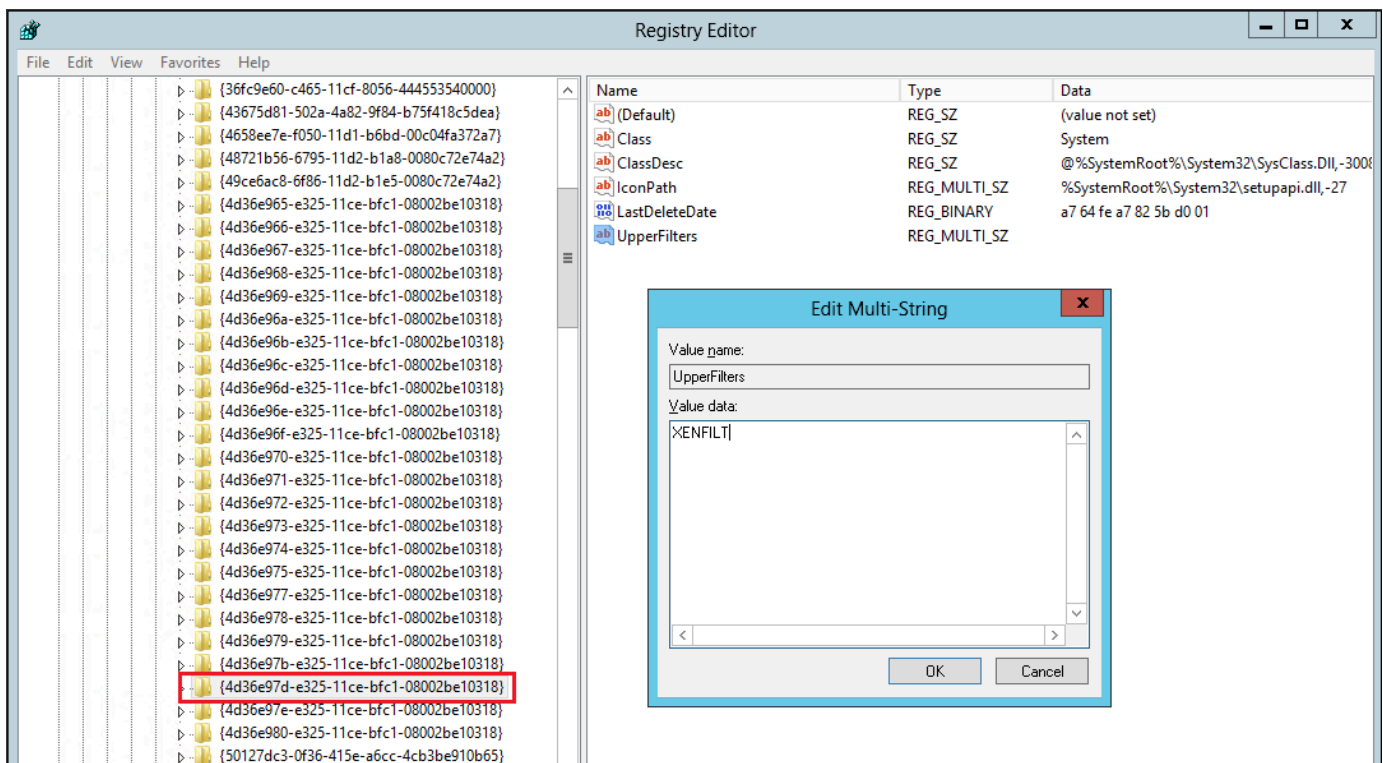 Registry Editor
File Edit View Favorites Help
{36fc9e60-c465-11cf-8056-444553540000}
{43675d81-502a-4a82-9f84-b75f418c5dea}
{4658ee7e-f050-11d1-b6bd-00c04fa372a7}
{48721b56-6795-11d2-b1a8-0080c72e74a2}
{49ce6ac8-6f86-11d2-b1e5-0080c72e74a2}
{4d36e965-e325-11ce-bfc1-08002be10318}
{4d36e966-e325-11ce-bfc1-08002be10318}
{4d36e967-e325-11ce-bfc1-08002be10318}
{4d36e968-e325-11ce-bfc1-08002be10318}
{4d36e969-e325-11ce-bfc1-08002be10318}
{4d36e96a-e325-11ce-bfc1-08002be10318}
{4d36e96b-e325-11ce-bfc1-08002be10318}
{4d36e96c-e325-11ce-bfc1-08002be10318}
{4d36e96d-e325-11ce-bfc1-08002be10318}
{4d36e96e-e325-11ce-bfc1-08002be10318}
{4d36e96f-e325-11ce-bfc1-08002be10318}
{4d36e970-e325-11ce-bfc1-08002be10318}
{4d36e971-e325-11ce-bfc1-08002be10318}
{4d36e972-e325-11ce-bfc1-08002be10318}
{4d36e973-e325-11ce-bfc1-08002be10318}
{4d36e974-e325-11ce-bfc1-08002be10318}
{4d36e975-e325-11ce-bfc1-08002be10318}
{4d36e977-e325-11ce-bfc1-08002be10318}
{4d36e978-e325-11ce-bfc1-08002be10318}
{4d36e979-e325-11ce-bfc1-08002be10318}
{4d36e97b-e325-11ce-bfc1-08002be10318}
{4d36e97d-e325-11ce-bfc1-08002be10318}
{4d36e97e-e325-11ce-bfc1-08002be10318}
{4d36e980-e325-11ce-bfc1-08002be10318}
{50127dc3-0f36-415e-a6cc-4cb3be910b65}
Name Type Data
(Default) REG_SZ (value not set)
Class REG_SZ System
ClassDesc REG_SZ @%SystemRoot%\System32\SysClass.Dll,-3008
IconPath REG_MULTI_SZ %SystemRoot%\System32\setupapi.dll,-27
LastDeleteDate REG_BINARY a7 64 fe a7 82 5b d0 01
UpperFilters REG_MULTI_SZ
Edit Multi-String
Value name:
UpperFilters
Value data:
XENFILT
OK Cancel